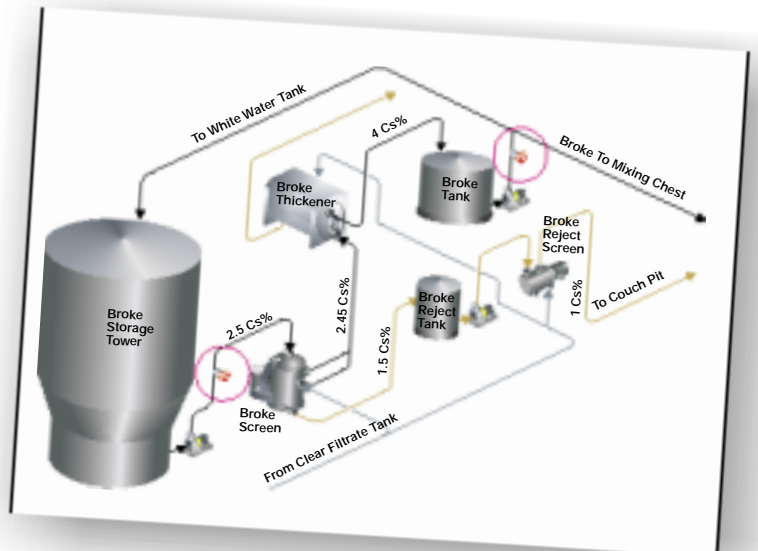 To White Water Tank
4 Cs%
Broke To Mixing Chest
Broke
Thickener
Broke
Tank
Broke
Reject
Screen
Broke
Storage
Tower
2.5 Cs%
2.45 Cs%
Broke
Reject
Tank
1 Cs%
To Couch Pit
1.5 Cs%
Broke
Screen
From Clear Filtrate Tank